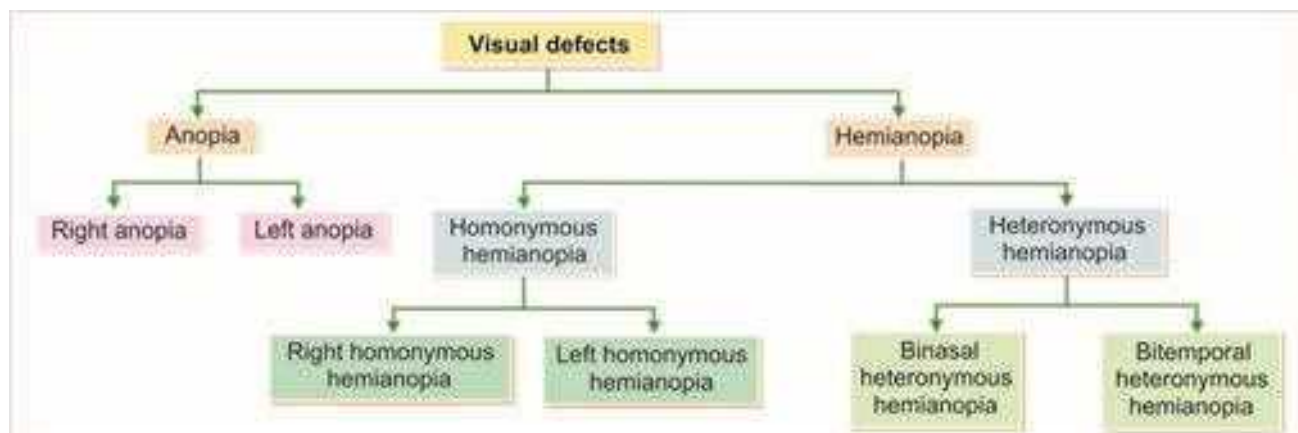 Visual defects
Anopia
Hemianopia
Right anopia
Left anopia
Homonymous
hemianopia
Heteronymous
hemianopia
Right homonymous
hemianopia
Left homonymous
hemianopia
Binasal
heteronymous
hemianopia
Bitemporal
heteronymous
hemianopia